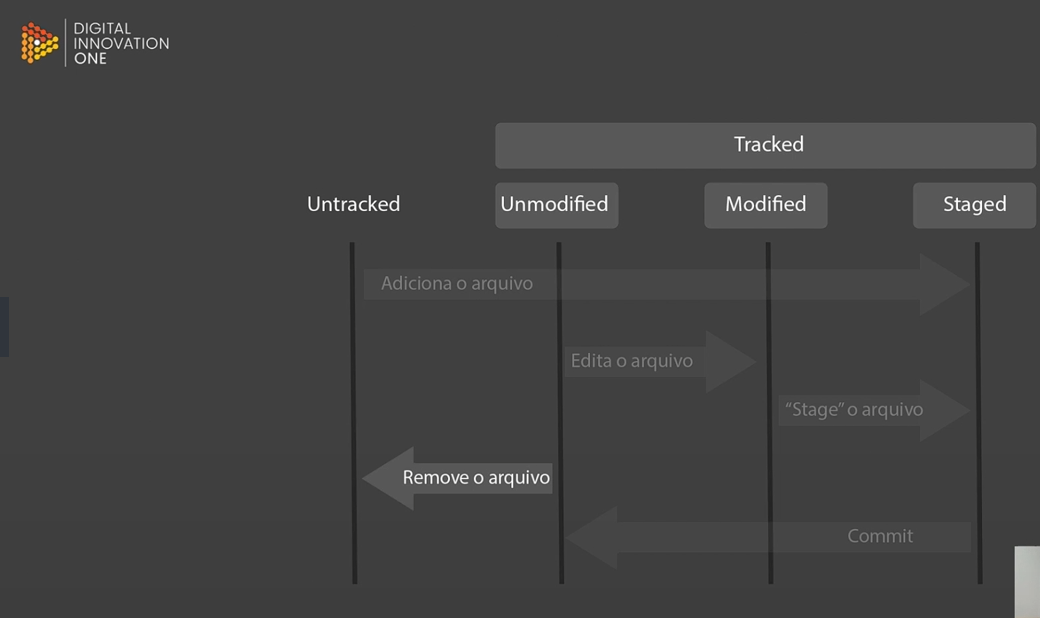 DIGITAL
INNOVATION
ONE
Tracked
Untracked
Unmodified
Modified
Staged
Adiciona o arquivo
Edita o arquivo
“Stage” o arquivo
Remove o arquivo
Commit